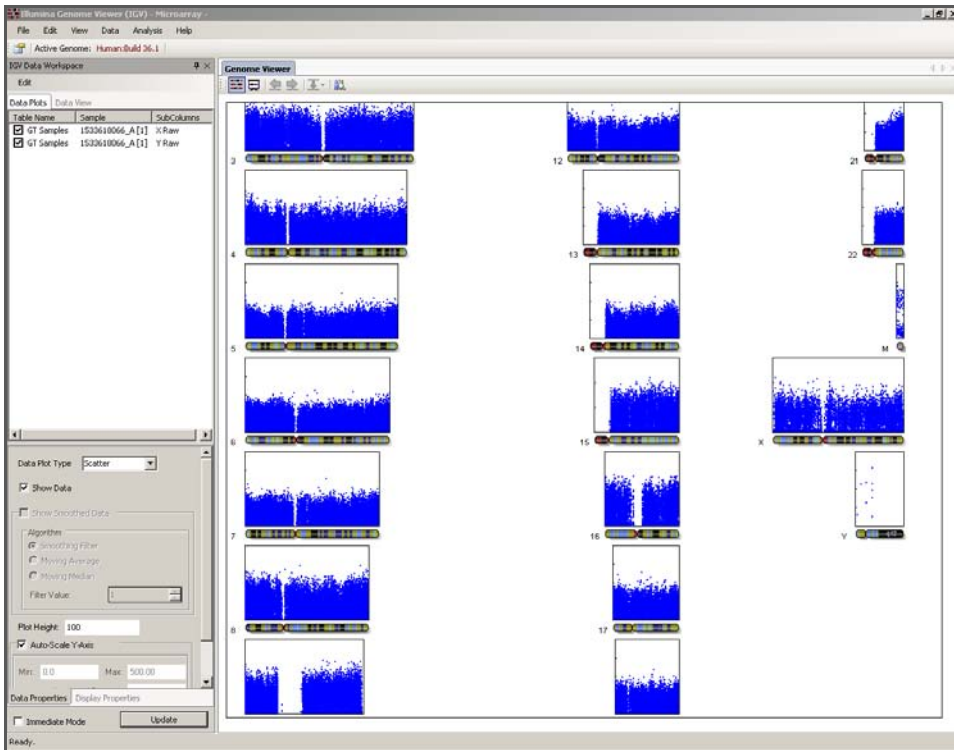 Illumina Genome Viewer (IGV) - Microarray -
File Edit View Data Analysis Help
Active Genome: Human:Build 36.1
IGV Data Workspace
Edit
Data Plots Data View
Table Name Sample SubColumns
GT Samples 1533618066_A [1] X Raw
GT Samples 1533618066_A [1] Y Raw
Data Plot Type Scatter
Show Data
Show Smoothed Data
Algorithm
Smoothing Filter
Moving Average
Moving Median
Filter Value: 1
Plot Height: 100
Auto-Scale Y-Axis
Min: 0.0 Max: 500.00
Data Properties Display Properties
Immediate Mode Update
Ready.
Genome Viewer
3 12 21
4 13 22
5 14 M
6 15 X
7 16 Y
8 17